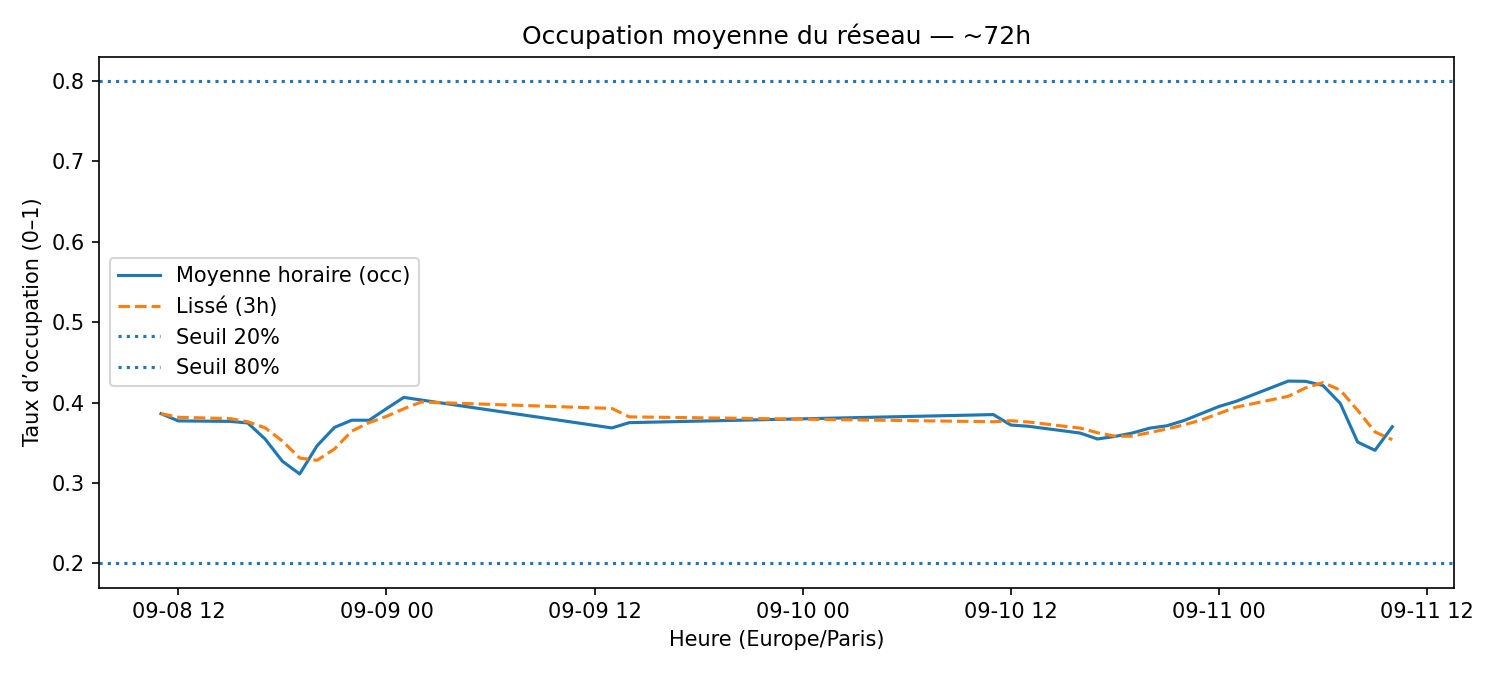 Occupation moyenne du réseau — ~72h
Taux d’occupation (0–1)
0.8
0.7
0.6
0.5
0.4
0.3
0.2
Moyenne horaire (occ)
Lissé (3h)
Seuil 20%
Seuil 80%
09-08 12
09-09 00
09-09 12
09-10 00
09-10 12
09-11 00
09-11 12
Heure (Europe/Paris)